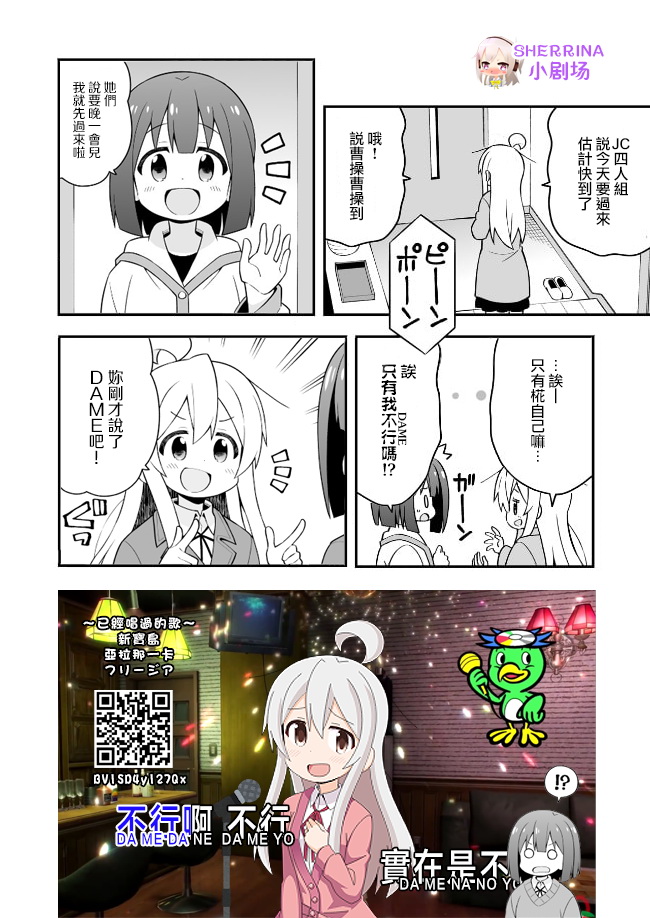 SHERRINA
小剧场
JC四人組
說今天要過來
估計快到了
哦！
說曹操曹操到
ピーン
ポーン
她們
說要晚一會兒
我就先過來啦
…誒—
只有椛自己嘛…
誒
DAME
只有我不行嗎!?
ガーン
妳剛才說了
DAME吧！
～已經唱過的歌～
新寶島
亞拉那一卡
フリージア
BV1SD4y127Qx
不行啊 不行
DA ME DA NE DA ME YO
實在是不
DA ME NA NO YO
!?